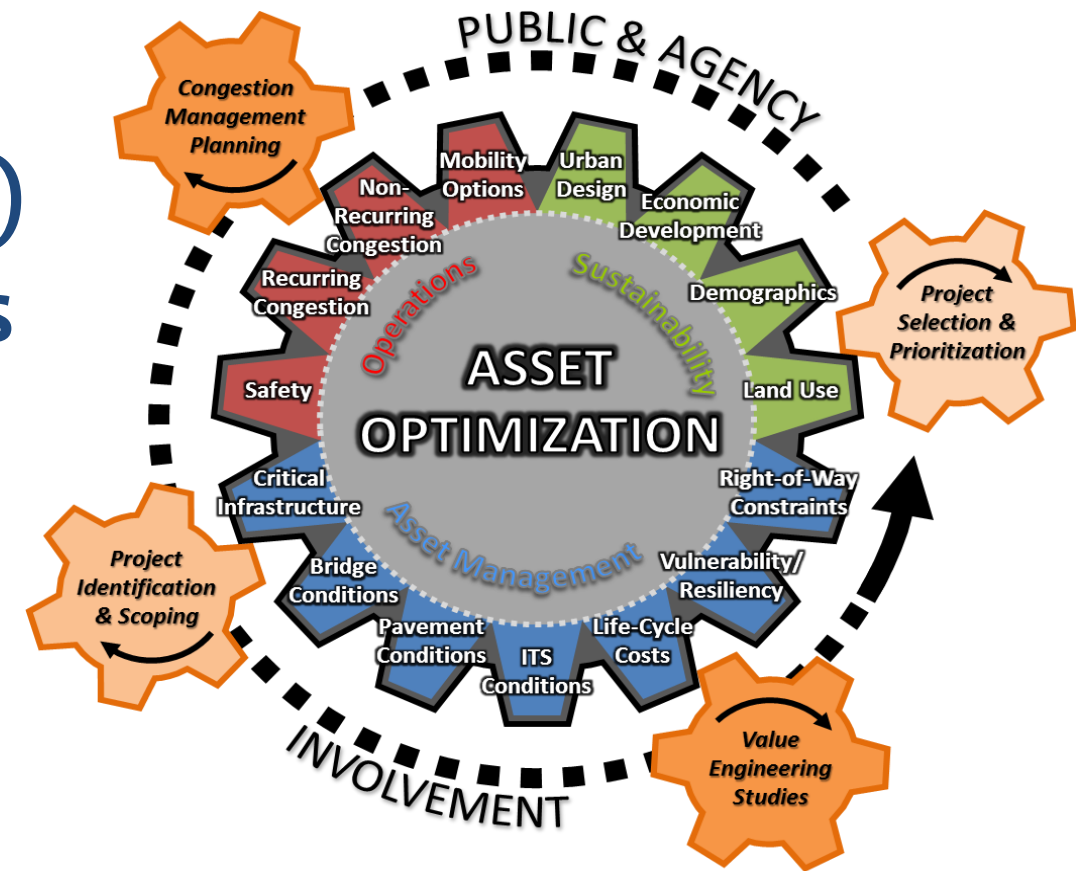 PUBLIC & AGENCY
Congestion
Management
Planning
)
s
Mobility
Options
Urban
Design
Non-
Recurring
Congestion
Economic
Development
Recurring
Congestion
Demographics
Project
Selection &
Prioritization
Operations
Sustainability
Safety
ASSET
OPTIMIZATION
Land Use
Critical
Infrastructure
Right-of-Way
Constraints
Asset Management
Project
Identification
& Scoping
Bridge
Conditions
Vulnerability/
Resiliency
Pavement
Conditions
ITS
Conditions
Life-Cycle
Costs
Value
Engineering
Studies
INVOLVEMENT